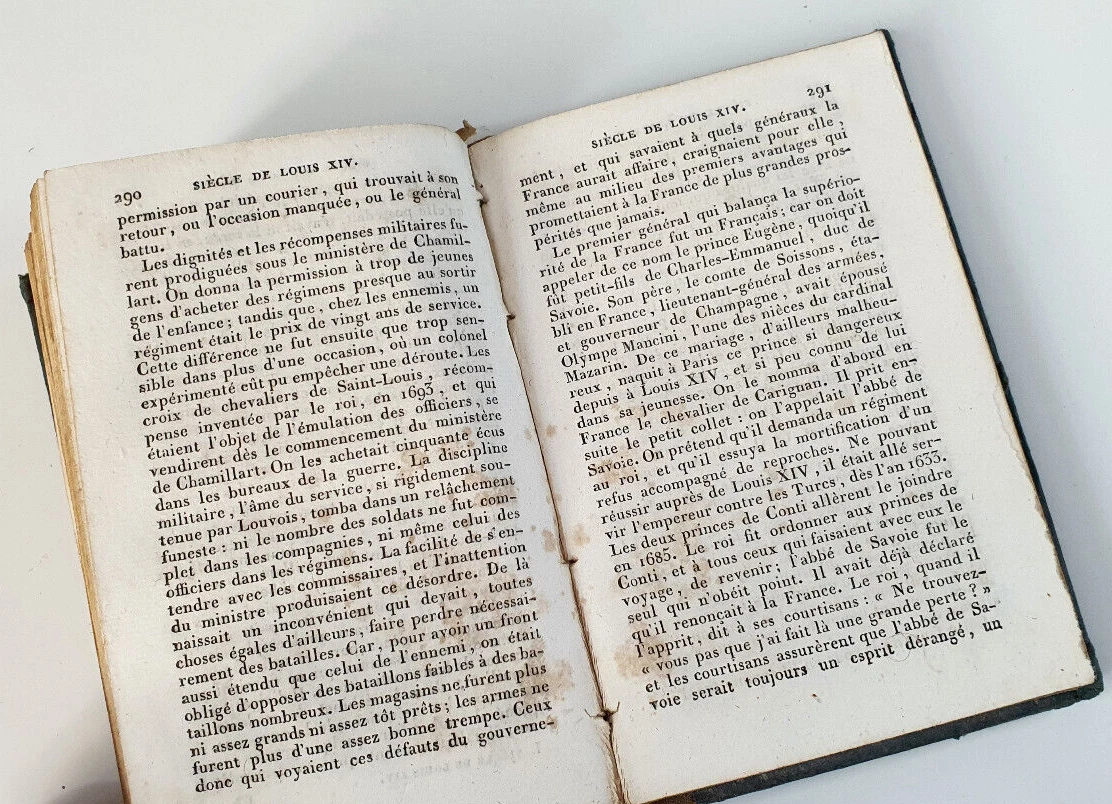 290
SIÈCLE DE LOUIS XIV.
permission par un courier, qui trouvait à son
retour, ou l'occasion manquée, ou le général
battu.
Les dignités et les récompenses militaires fu-
rent prodiguées sous le ministère de Chamil-
lart. On donna la permission à trop de jeunes
gens d'acheter des régimens presque au sortir
de l'enfance; tandis que, chez les ennemis, un
régiment était le prix de vingt ans de service.
Cette différence ne fut ensuite que trop sen-
sible dans plus d'une occasion, où un colonel
expérimenté eût pu empêcher une déroute. Les
croix de chevaliers de Saint-Louis, récom-
pense inventée par le roi, en 1693, et qui
étaient l'objet de l'émulation des officiers, se
vendirent dès le commencement du ministère
de Chamillart. On les achetait cinquante écus
dans les bureaux de la guerre. La discipline
militaire, l'âme du service, si rigidement sou-
tenue par Louvois, tomba dans un relâchement
funeste : ni le nombre des soldats ne fut com-
plet dans les compagnies, ni même celui des
officiers dans les régimens. La facilité de s'en-
tendre avec les commissaires, et l'inattention
du ministre produisaient ce désordre. De là
naissait un inconvénient qui devait, toutes
choses égales d'ailleurs, faire perdre nécessai-
rement des batailles. Car, pour avoir un front
aussi étendu que celui de l'ennemi, on était
obligé d'opposer des bataillons faibles à des ba-
taillons nombreux. Les magasins ne furent plus
ni assez grands ni assez tôt prêts; les armes ne
furent plus d'une assez bonne trempe. Ceux
donc qui voyaient ces défauts du gouverne-
SIÈCLE DE LOUIS XIV.
291
ment, et qui savaient à quels généraux la
France aurait affaire, craignaient pour elle,
même au milieu des premiers avantages qui
promettaient à la France de plus grandes pros-
pérités que jamais.
Le premier général qui balança la supério-
rité de la France fut un Français; car on doit
appeler de ce nom le prince Eugène, quoiqu'il
fût petit-fils de Charles-Emmanuel, duc de
Savoie. Son père, le comte de Soissons, éta-
bli en France, lieutenant-général des armées,
et gouverneur de Champagne, avait épousé
Olympe Mancini, l'une des nièces du cardinal
Mazarin. De ce mariage, d'ailleurs malheu-
reux, naquit à Paris ce prince si dangereux
depuis à Louis XIV, et si peu connu de lui
dans sa jeunesse. On le nomma d'abord en
France le chevalier de Carignan. Il prit en-
suite le petit collet : on l'appelait l'abbé de
Savoie. On prétend qu'il demanda un régiment
au roi, et qu'il essuya la mortification d'un
refus accompagné de reproches. Ne pouvant
réussir auprès de Louis XIV, il était allé ser-
vir l'empereur contre les Turcs, dès l'an 1633.
Les deux princes de Conti allèrent le joindre
en 1685. Le roi fit ordonner aux princes de
Conti, et à tous ceux qui faisaient avec eux le
voyage, de revenir; l'abbé de Savoie fut le
seul qui n'obéit point. Il avait déjà déclaré
qu'il renonçait à la France. Le roi, quand il
l'apprit, dit à ses courtisans : « Ne trouvez-
« vous pas que j'ai fait là une grande perte ? »
et les courtisans assurèrent que l'abbé de Sa-
voie serait toujours un esprit dérangé, un